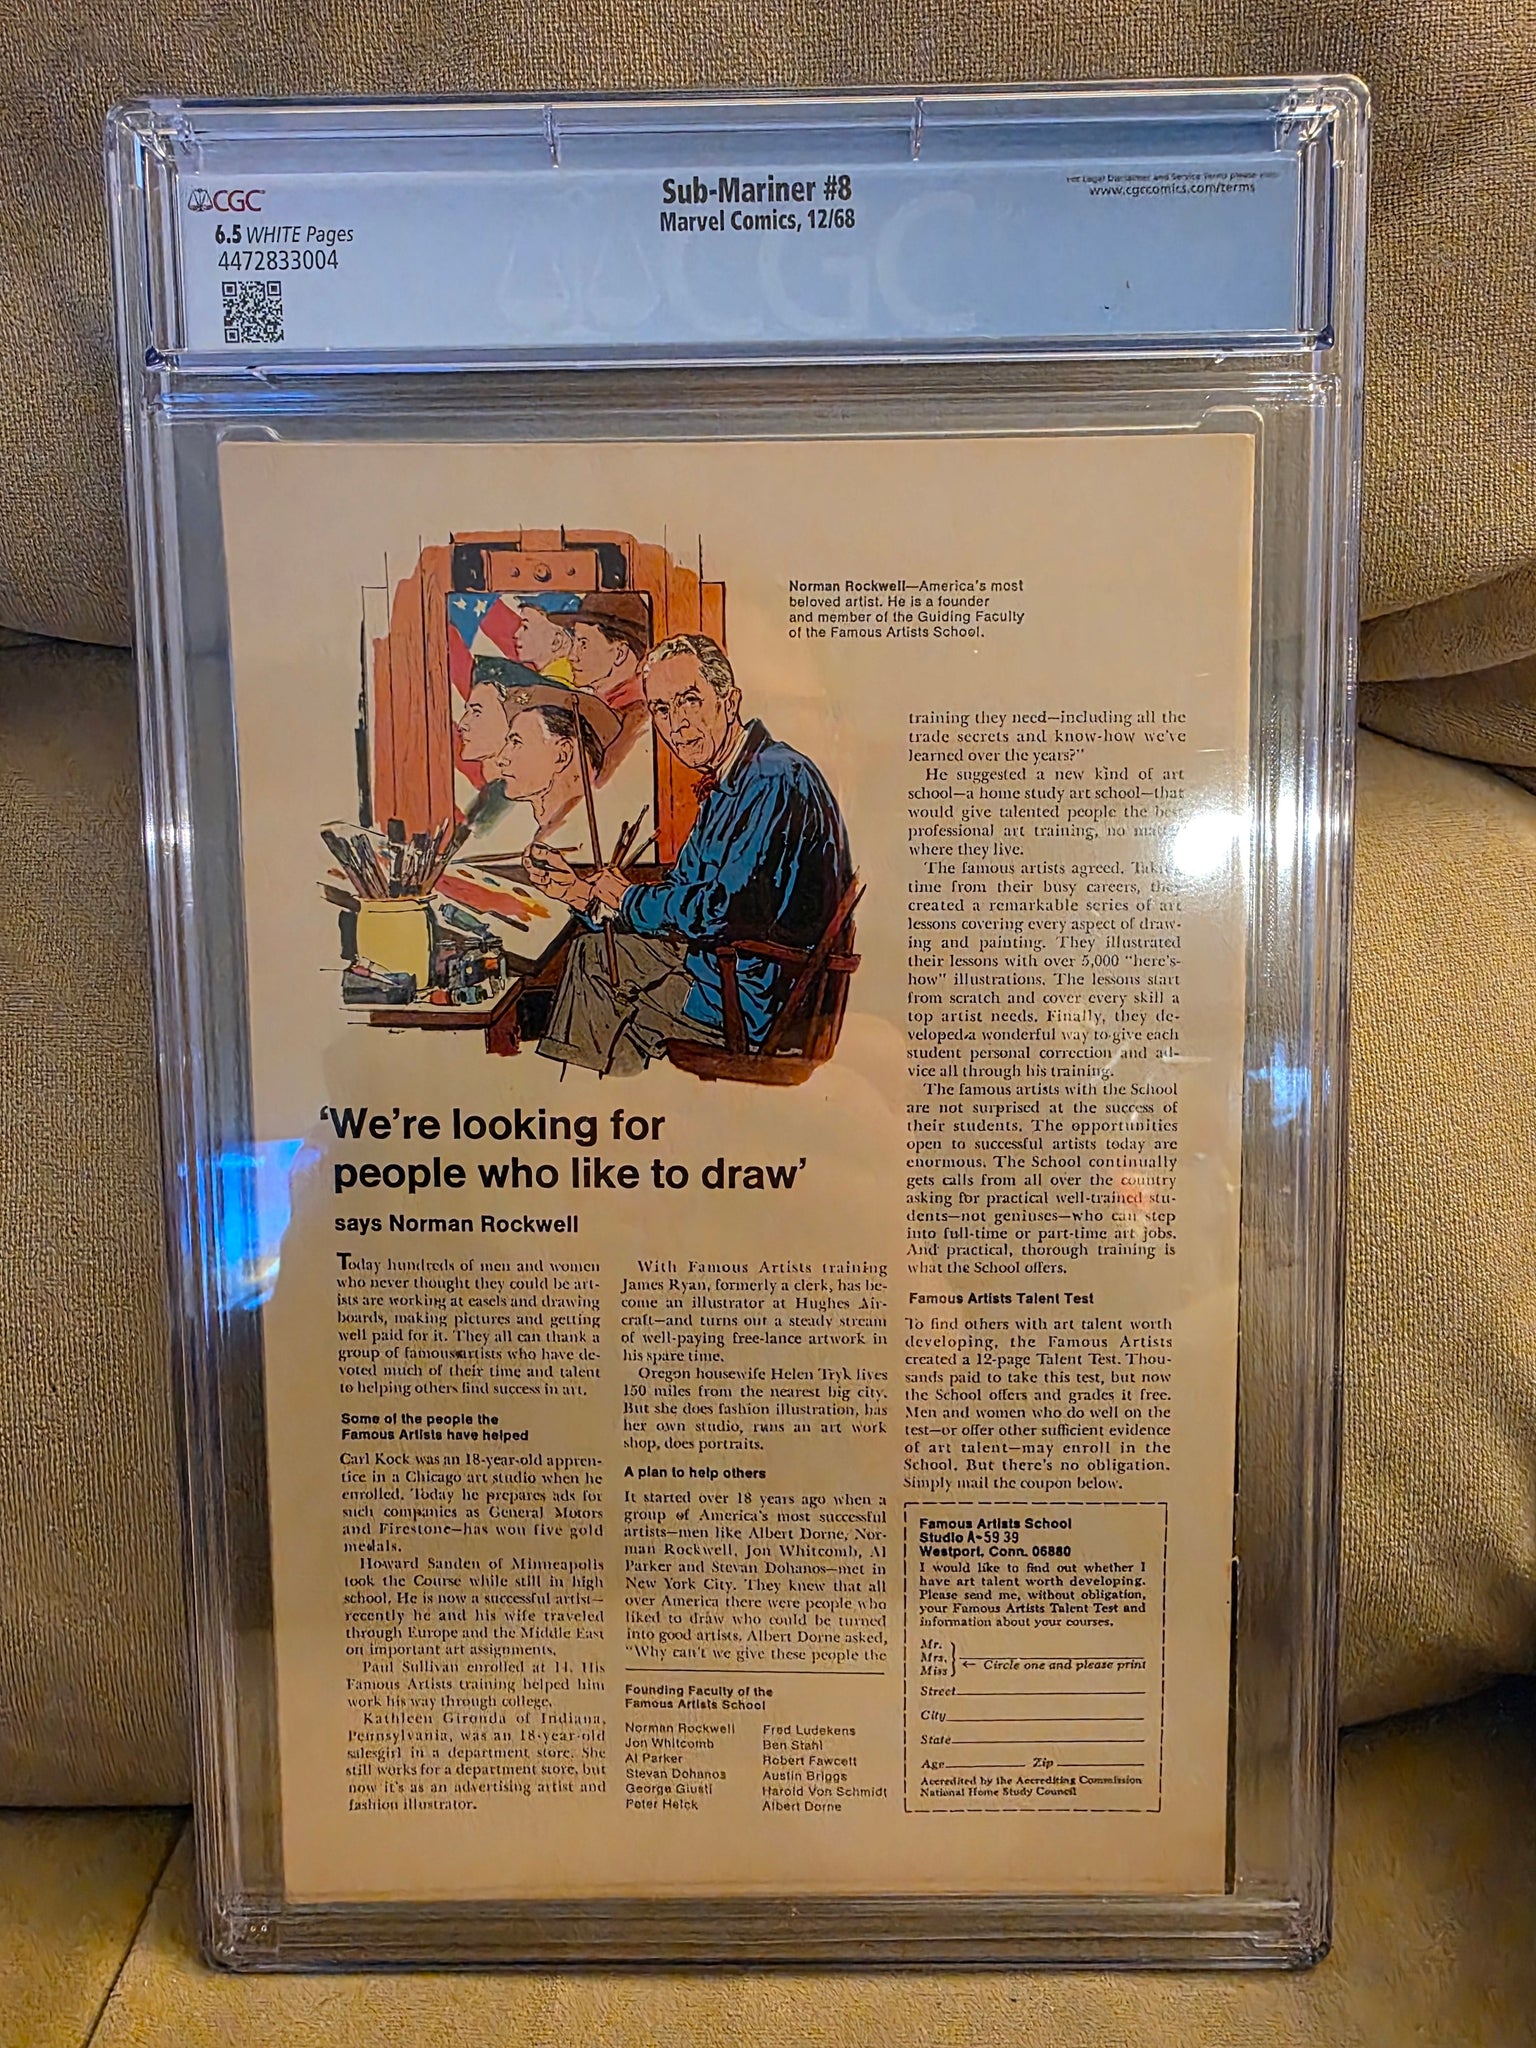 CGC
6.5 WHITE Pages
4472833004
Sub-Mariner #8
Marvel Comics, 12/68
For Legal Disclaimer and Service Terms please
www.cgccomics.com/terms
CGC
Norman Rockwell—America's most
beloved artist. He is a founder
and member of the Guiding Faculty
of the Famous Artists School.
'We're looking for
people who like to draw'
says Norman Rockwell
Today hundreds of men and women
who never thought they could be art-
ists are working at easels and drawing
boards, making pictures and getting
well paid for it. They all can thank a
group of famous artists who have de-
voted much of their time and talent
to helping others find success in art.
Some of the people the
Famous Artists have helped
Carl Kock was an 18-year-old appren-
tice in a Chicago art studio when he
enrolled. Today he prepares ads for
such companies as General Motors
and Firestone—has won five gold
medals.
Howard Sanden of Minneapolis
took the Course while still in high
school. He is now a successful artist—
recently he and his wife traveled
through Europe and the Middle East
on important art assignments.
Paul Sullivan enrolled at 14. His
Famous Artists training helped him
work his way through college.
Kathleen Gironda of Indiana,
Pennsylvania, was an 18-year-old
salesgirl in a department store. She
still works for a department store, but
now it's as an advertising artist and
fashion illustrator.
With Famous Artists training
James Ryan, formerly a clerk, has be-
come an illustrator at Hughes Air-
craft—and turns out a steady stream
of well-paying free-lance artwork in
his spare time.
Oregon housewife Helen Tryk lives
150 miles from the nearest big city.
But she does fashion illustration, has
her own studio, runs an art work
shop, does portraits.
A plan to help others
It started over 18 years ago when a
group of America's most successful
artists—men like Albert Dorne, Nor-
man Rockwell, Jon Whitcomb, Al
Parker and Stevan Dohanos—met in
New York City. They knew that all
over America there were people who
liked to draw who could be turned
into good artists. Albert Dorne asked,
"Why can't we give these people the
Founding Faculty of the
Famous Artists School
Norman Rockwell
Jon Whitcomb
Al Parker
Stevan Dohanos
George Giusti
Peter Helck
Fred Ludekens
Ben Stahl
Robert Fawcett
Austin Briggs
Harold Von Schmidt
Albert Dorne
training they need—including all the
trade secrets and know-how we've
learned over the years?"
He suggested a new kind of art
school—a home study art school—that
would give talented people the best
professional art training, no matter
where they live.
The famous artists agreed. Taking
time from their busy careers, they
created a remarkable series of art
lessons covering every aspect of draw-
ing and painting. They illustrated
their lessons with over 5,000 "here's-
how" illustrations. The lessons start
from scratch and cover every skill a
top artist needs. Finally, they de-
veloped a wonderful way to give each
student personal correction and ad-
vice all through his training.
The famous artists with the School
are not surprised at the success of
their students. The opportunities
open to successful artists today are
enormous. The School continually
gets calls from all over the country
asking for practical well-trained stu-
dents—not geniuses—who can step
into full-time or part-time art jobs.
And practical, thorough training is
what the School offers.
Famous Artists Talent Test
To find others with art talent worth
developing, the Famous Artists
created a 12-page Talent Test. Thou-
sands paid to take this test, but now
the School offers and grades it free.
Men and women who do well on the
test—or offer other sufficient evidence
of art talent—may enroll in the
School. But there's no obligation.
Simply mail the coupon below.
Famous Artists School
Studio A-59 39
Westport, Conn. 06880
I would like to find out whether I
have art talent worth developing.
Please send me, without obligation,
your Famous Artists Talent Test and
information about your courses.
Mr.
Mrs.
Miss ← Circle one and please print
Street
City
State
Age Zip
Accredited by the Accrediting Commission
National Home Study Council